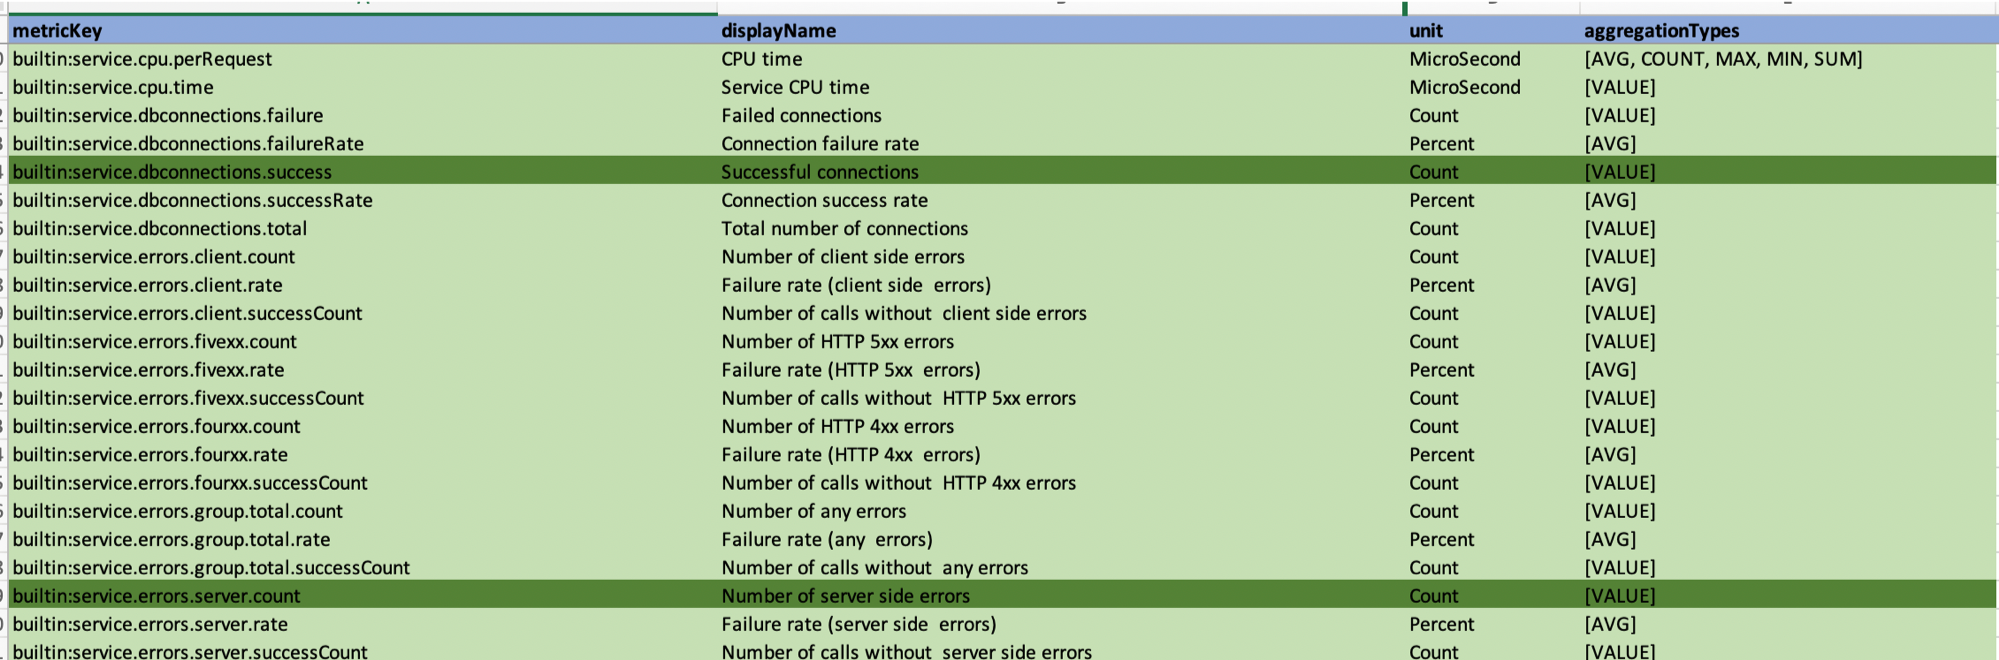 metricKey displayName unit aggregationTypes
builtin:service.cpu.perRequest CPU time MicroSecond [AVG, COUNT, MAX, MIN, SUM]
builtin:service.cpu.time Service CPU time MicroSecond [VALUE]
builtin:service.dbconnections.failure Failed connections Count [VALUE]
builtin:service.dbconnections.failureRate Connection failure rate Percent [AVG]
builtin:service.dbconnections.success Successful connections Count [VALUE]
builtin:service.dbconnections.successRate Connection success rate Percent [AVG]
builtin:service.dbconnections.total Total number of connections Count [VALUE]
builtin:service.errors.client.count Number of client side errors Count [VALUE]
builtin:service.errors.client.rate Failure rate (client side  errors) Percent [AVG]
builtin:service.errors.client.successCount Number of calls without  client side errors Count [VALUE]
builtin:service.errors.fivexx.count Number of HTTP 5xx errors Count [VALUE]
builtin:service.errors.fivexx.rate Failure rate (HTTP 5xx  errors) Percent [AVG]
builtin:service.errors.fivexx.successCount Number of calls without  HTTP 5xx errors Count [VALUE]
builtin:service.errors.fourxx.count Number of HTTP 4xx errors Count [VALUE]
builtin:service.errors.fourxx.rate Failure rate (HTTP 4xx  errors) Percent [AVG]
builtin:service.errors.fourxx.successCount Number of calls without  HTTP 4xx errors Count [VALUE]
builtin:service.errors.group.total.count Number of any errors Count [VALUE]
builtin:service.errors.group.total.rate Failure rate (any  errors) Percent [AVG]
builtin:service.errors.group.total.successCount Number of calls without  any errors Count [VALUE]
builtin:service.errors.server.count Number of server side errors Count [VALUE]
builtin:service.errors.server.rate Failure rate (server side  errors) Percent [AVG]
builtin:service.errors.server.successCount Number of calls without  server side errors Count [VALUE]